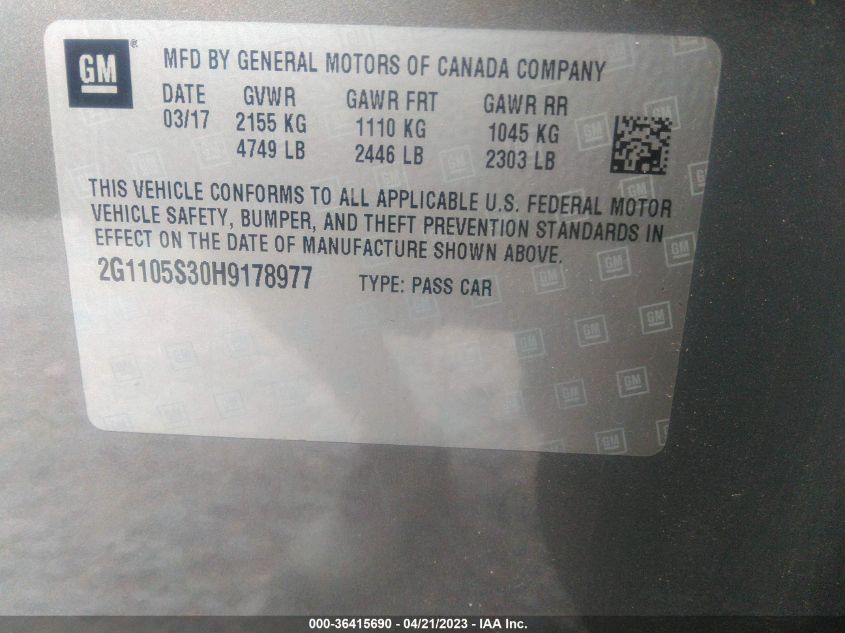 GM ®
MFD BY GENERAL MOTORS OF CANADA COMPANY
DATE GVWR GAWR FRT GAWR RR
03/17 2155 KG 1110 KG 1045 KG
4749 LB 2446 LB 2303 LB
THIS VEHICLE CONFORMS TO ALL APPLICABLE U.S. FEDERAL MOTOR
VEHICLE SAFETY, BUMPER, AND THEFT PREVENTION STANDARDS IN
EFFECT ON THE DATE OF MANUFACTURE SHOWN ABOVE.
2G1105S30H9178977 TYPE: PASS CAR
000-36415690 - 04/21/2023 - IAA Inc.